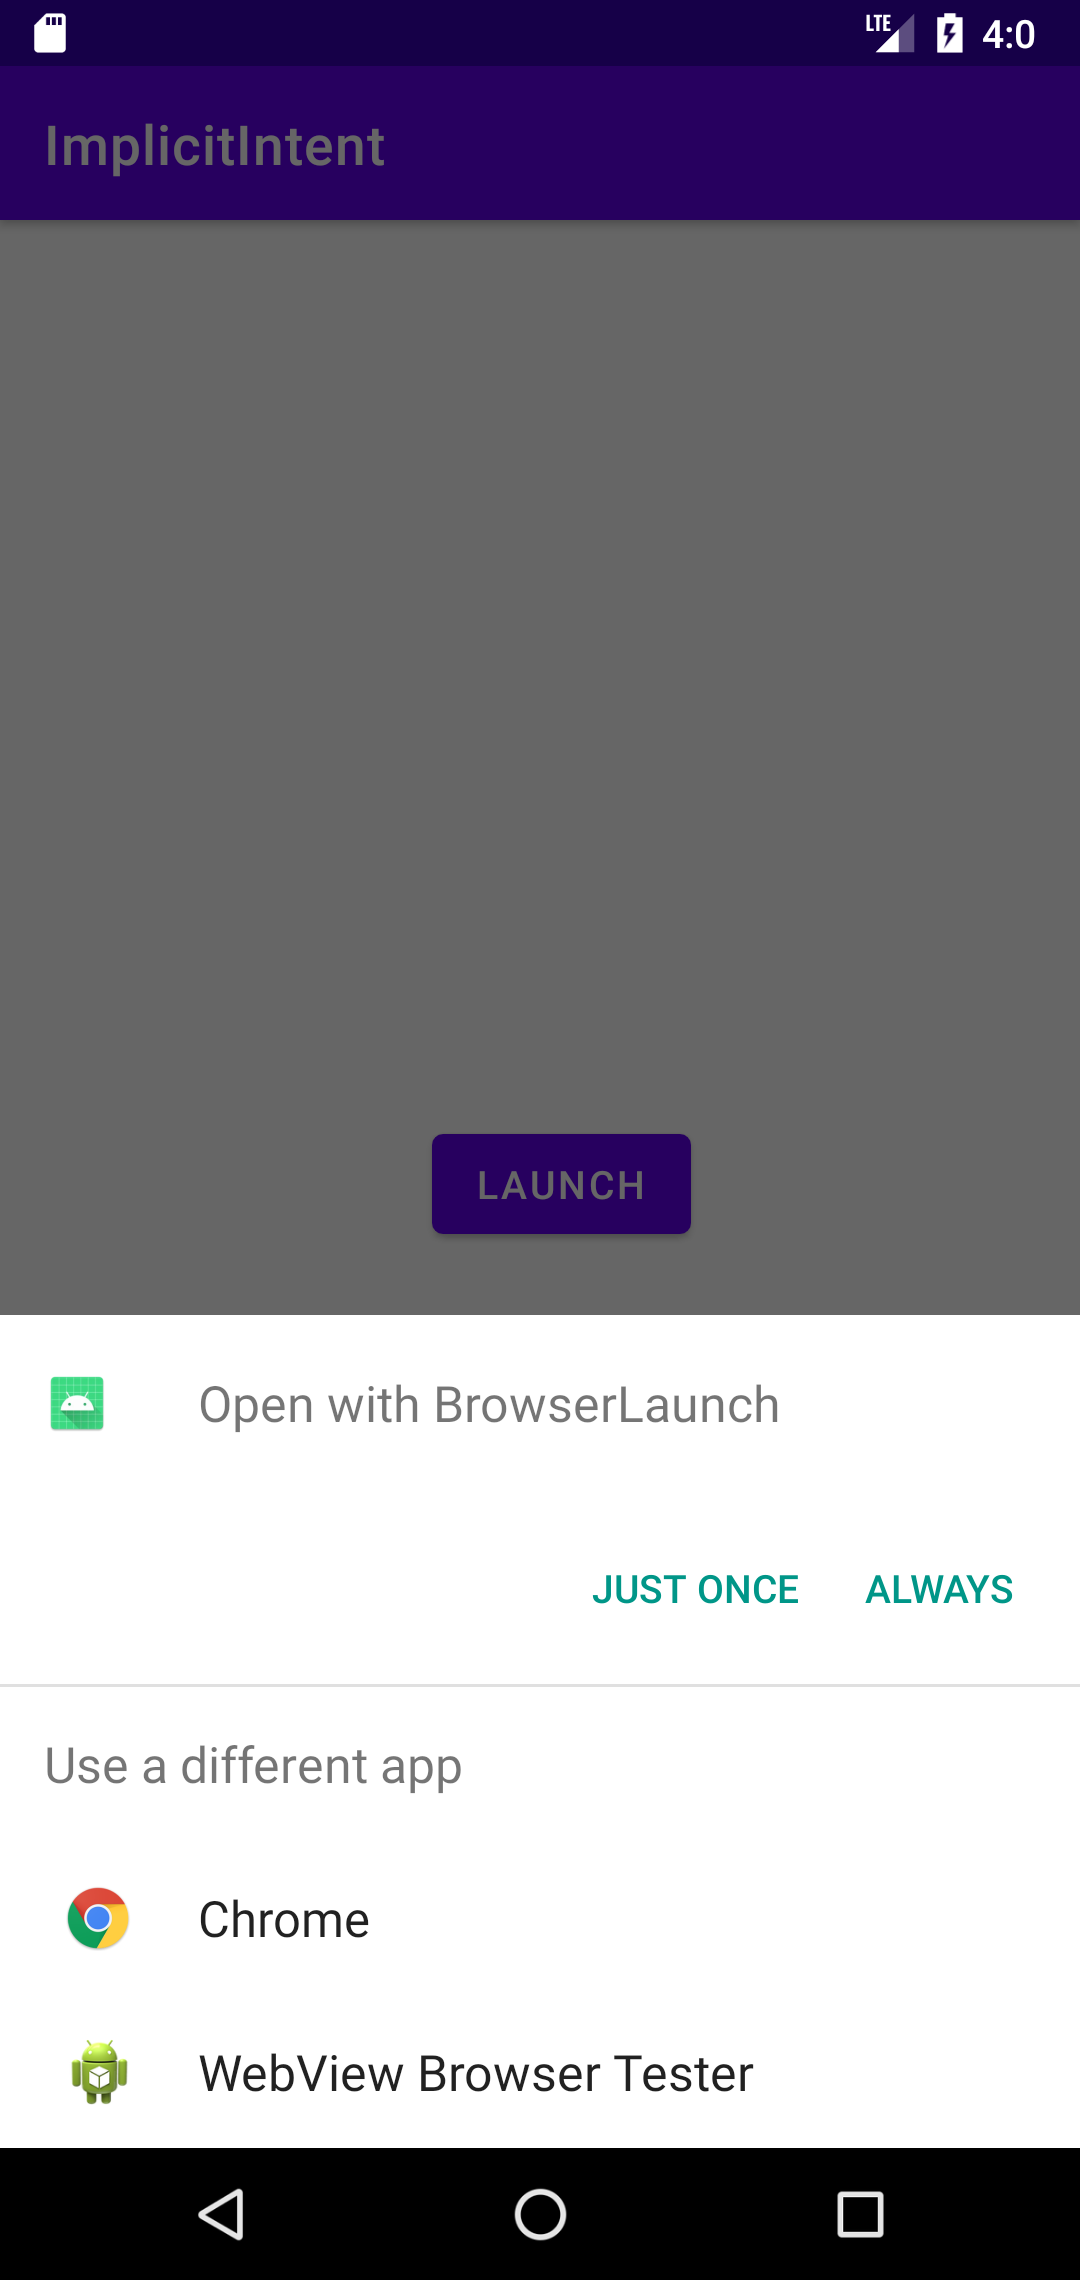 LTE 4:0
ImplicitIntent
LAUNCH
Open with BrowserLaunch
JUST ONCE ALWAYS
Use a different app
Chrome
WebView Browser Tester